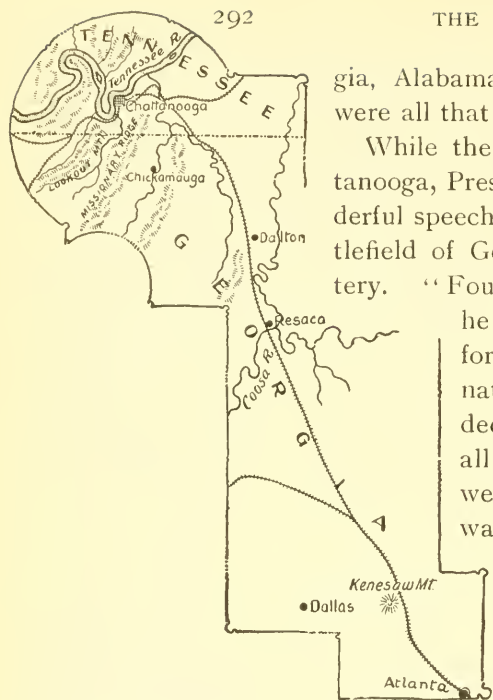 292 THE
TENNESSEE
Tennessee R.
Chattanooga
LOOKOUT MT.
MISSIONARY RIDGE
Chickamauga
Dalton
Resaca
Coosa R.
GEORGIA
Kenesaw Mt.
Dallas
Atlanta
gia, Alabama
were all that
While the
tanooga, Pres
derful speech
tlefield of Ge
tery. “Fou
he
for
nat
dec
all
we
wa